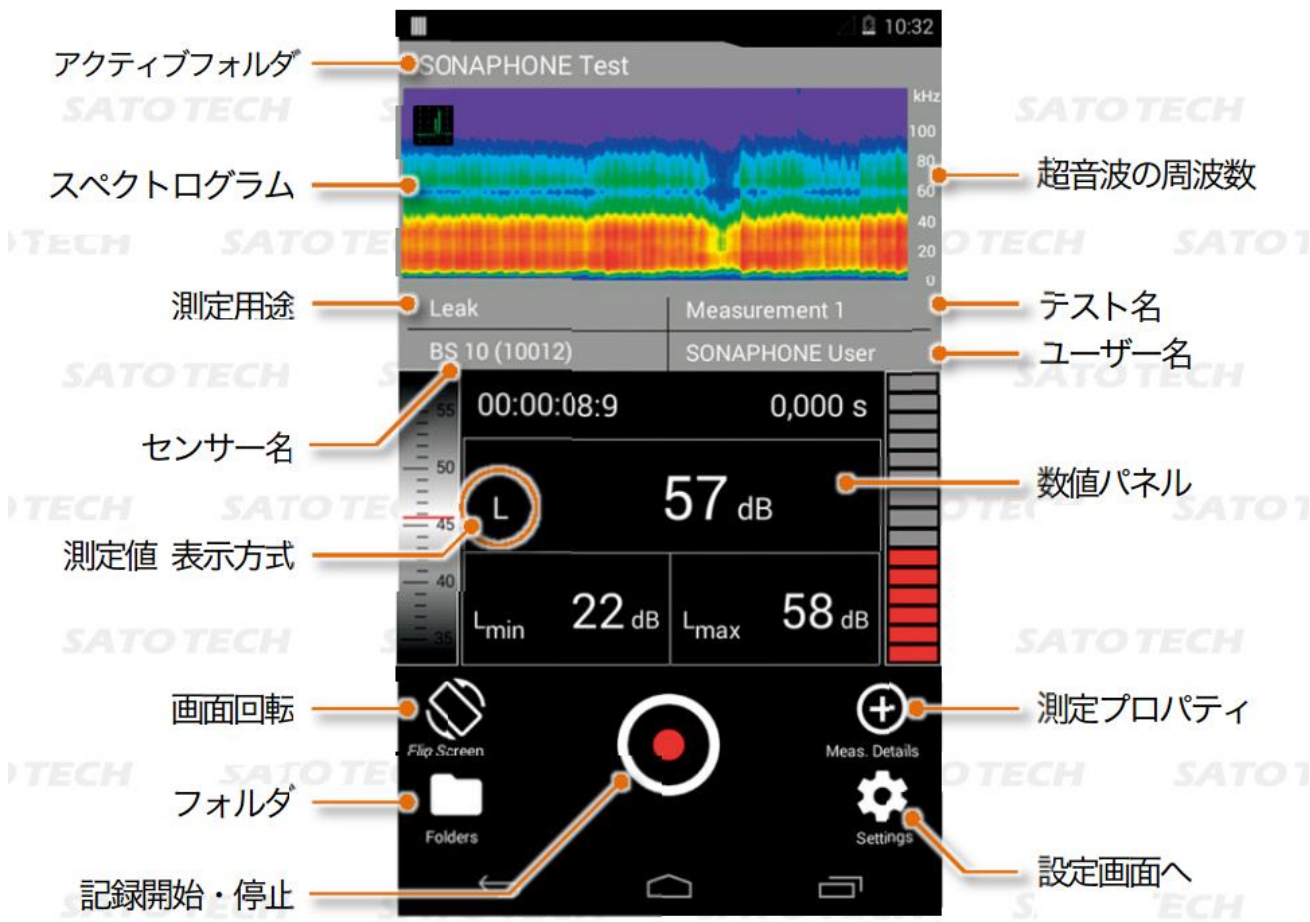 10:32
アクティブフォルダ
SONAPHONE Test
kHz
SATOTECH
SATOTECH
100
スペクトログラム
80
超音波の周波数
60
40
SATOTECH
20
0
測定用途
Leak
Measurement 1
テスト名
BS 10 (10012)
SONAPHONE User
ユーザー名
SATOTECH
SATOTECH
00:00:08:9
0,000 s
55
センサー名
50
57 dB
数値パネル
L
45
測定値 表示方式
40
Lmin
22 dB
Lmax
58 dB
35
SATOTECH
SATOTECH
画面回転
測定プロパティ
Flip Screen
Meas. Details
フォルダ
Folders
Settings
設定画面へ
記録開始・停止